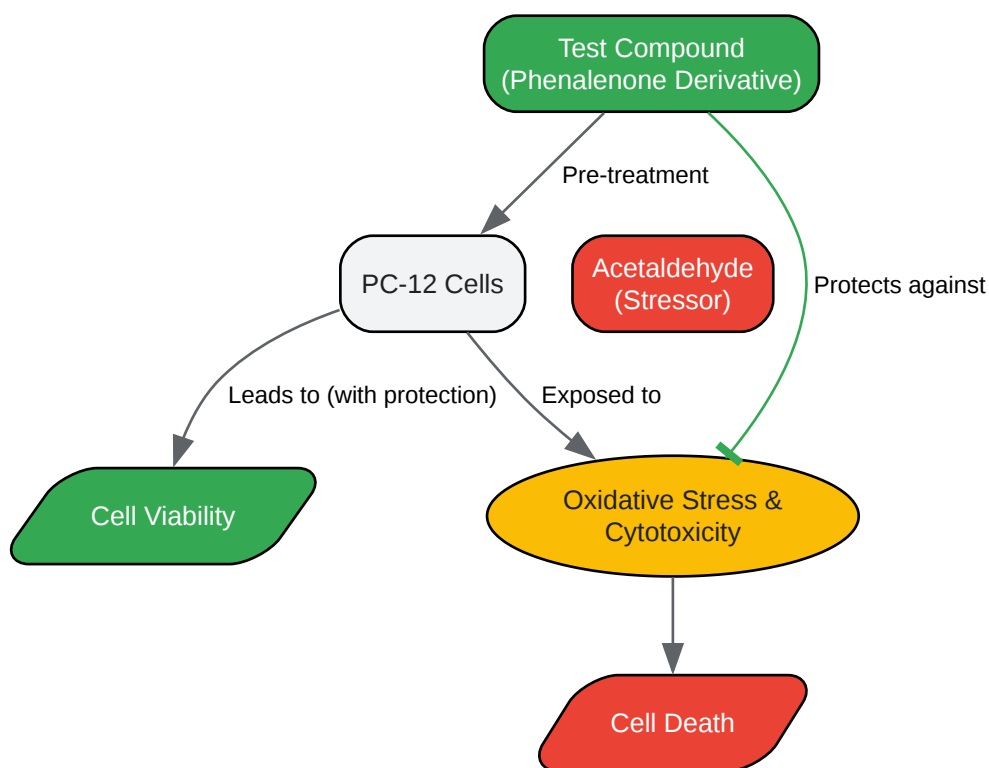 Test Compound
(Phenalenone Derivative)
Pre-treatment
PC-12 Cells
Acetaldehyde
(Stressor)
Protects against
Leads to (with protection)
Exposed to
Cell Viability
Oxidative Stress &
Cytotoxicity
Cell Death